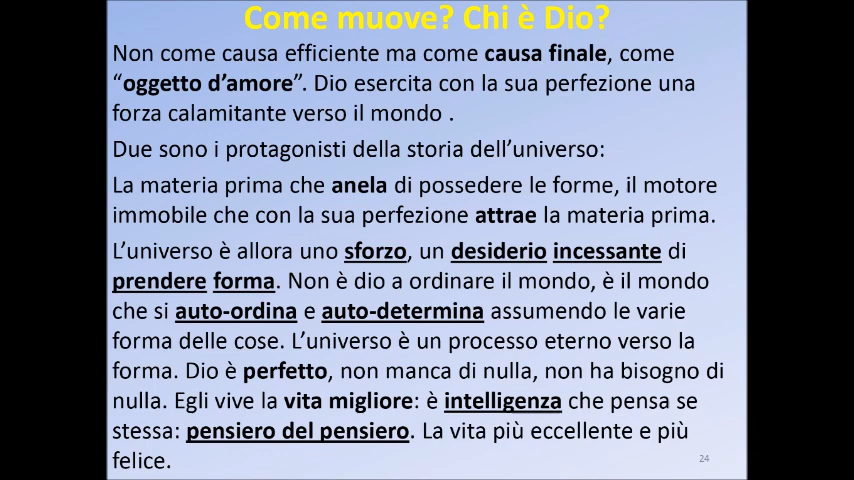 Come muove? Chi è Dio?
Non come causa efficiente ma come causa finale, come
“oggetto d’amore”. Dio esercita con la sua perfezione una
forza calamitante verso il mondo .
Due sono i protagonisti della storia dell’universo:
La materia prima che anela di possedere le forme, il motore
immobile che con la sua perfezione attrae la materia prima.
L’universo è allora uno sforzo, un desiderio incessante di
prendere forma. Non è dio a ordinare il mondo, è il mondo
che si auto-ordina e auto-determina assumendo le varie
forma delle cose. L’universo è un processo eterno verso la
forma. Dio è perfetto, non manca di nulla, non ha bisogno di
nulla. Egli vive la vita migliore: è intelligenza che pensa se
stessa: pensiero del pensiero. La vita più eccellente e più
felice.
24